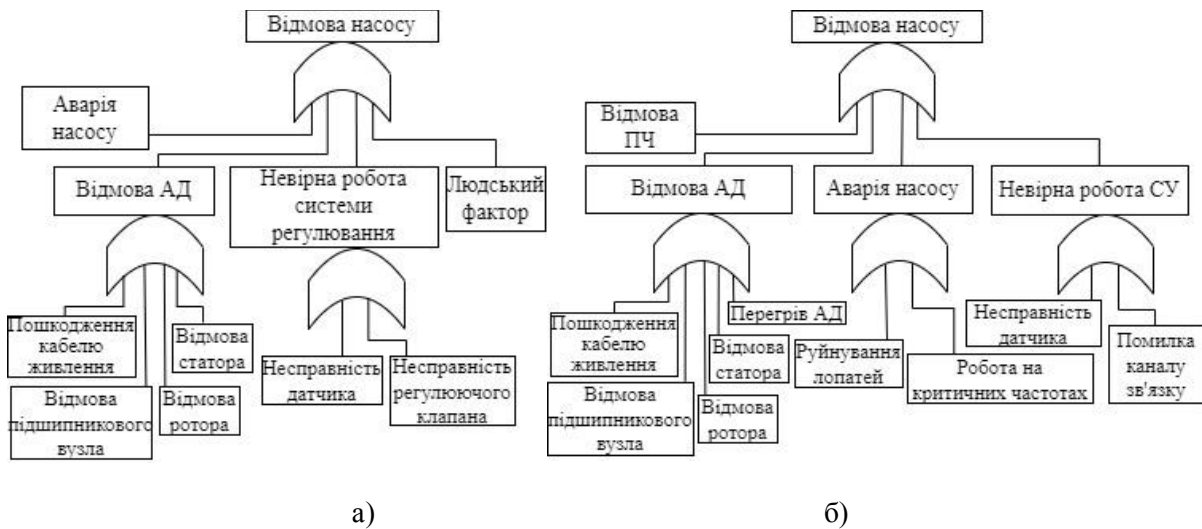 Відмова насосу
Аварія
насосу
Відмова АД
Невірна робота
системи
регулювання
Людський
фактор
Пошкодження
кабелю
живлення
Відмова
підшипникового
вузла
Відмова
статора
Відмова
ротора
Несправність
датчика
Несправність
регулюючого
клапана
а)
Відмова насосу
Відмова
ПЧ
Відмова АД
Аварія насосу
Невірна робота СУ
Пошкодження
кабелю
живлення
Відмова
підшипникового
вузла
Перегрів АД
Відмова
статора
Відмова
ротора
Руйнування
лопатей
Робота на
критичних частотах
Несправність
датчика
Помилка
каналу
зв'язку
б)